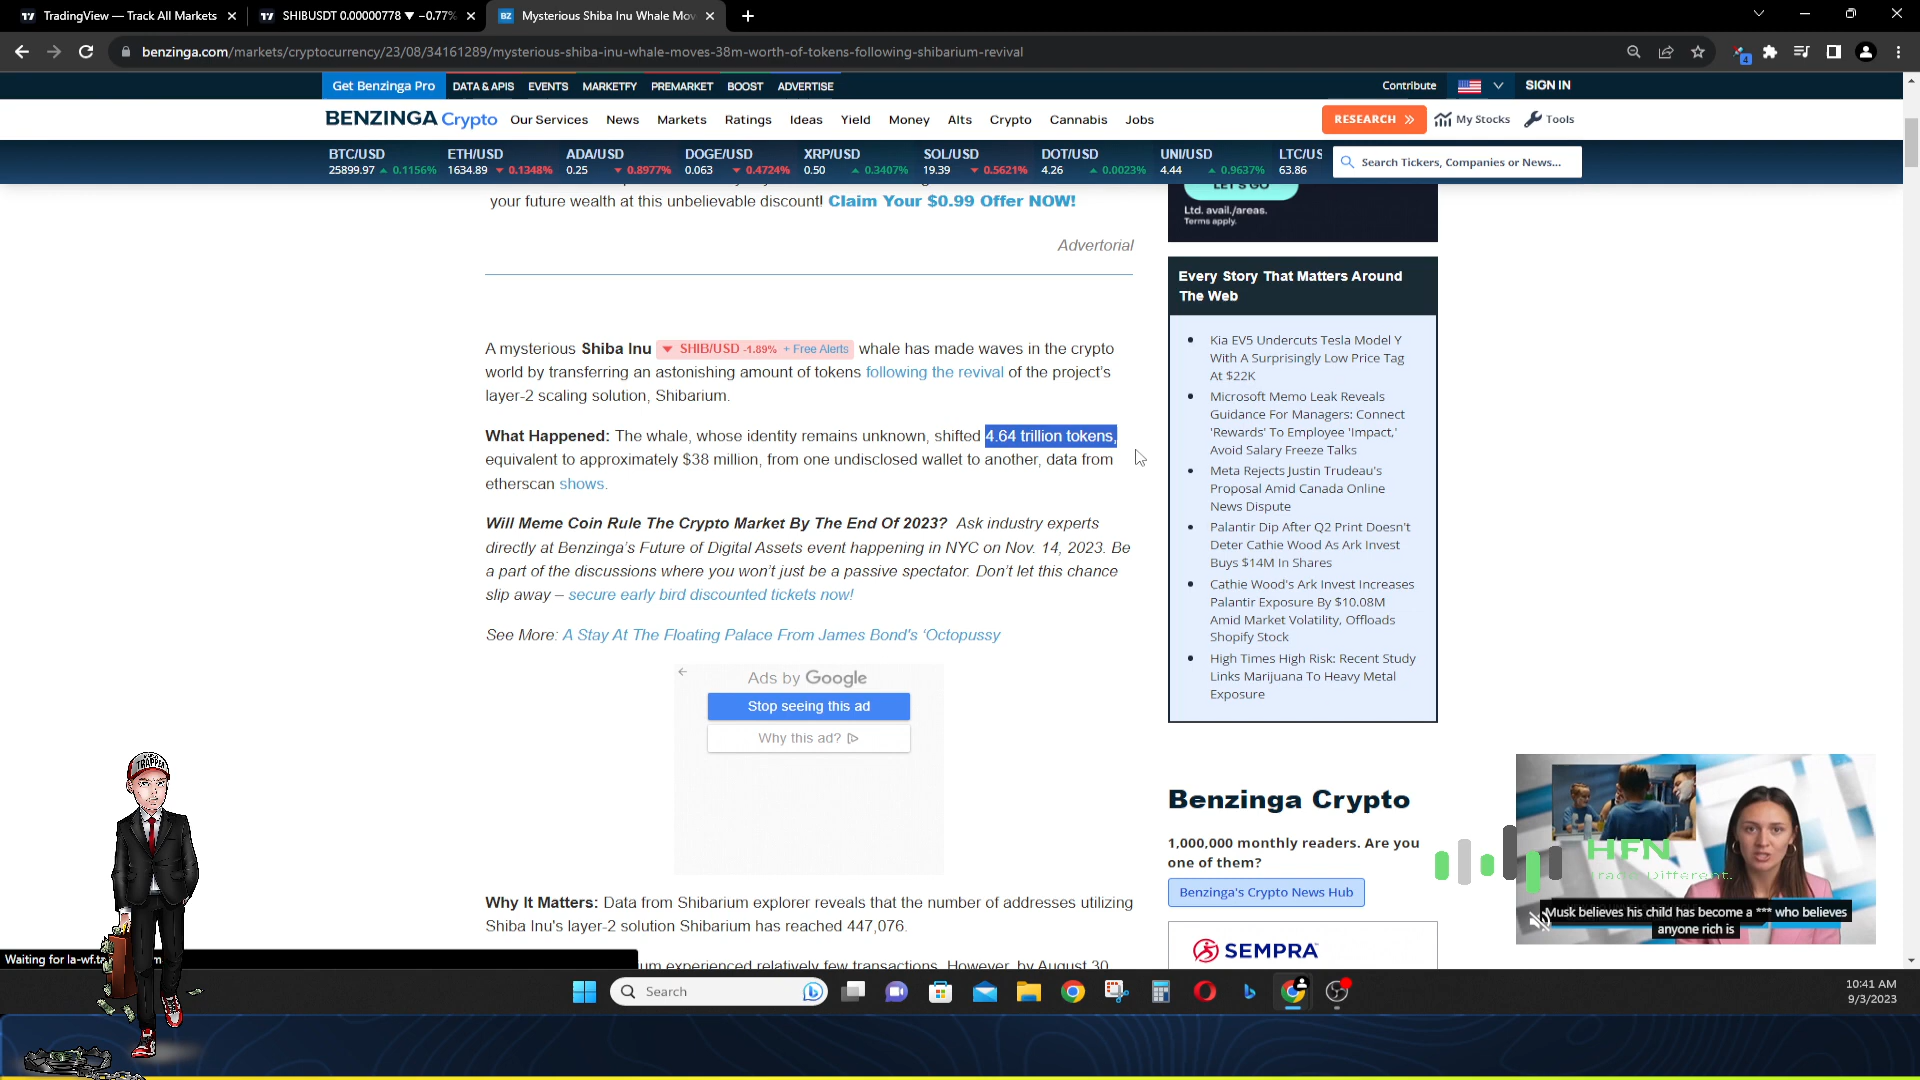 TradingView — Track All Markets
SHIBUSDT 0.00000778 ▼ −0.77%
Mysterious Shiba Inu Whale Mov
benzinga.com/markets/cryptocurrency/23/08/34161289/mysterious-shiba-inu-whale-moves-38m-worth-of-tokens-following-shibarium-revival
4
Get Benzinga Pro DATA & APIS EVENTS MARKETFY PREMARKET BOOST ADVERTISE Contribute SIGN IN
BENZINGA Crypto Our Services News Markets Ratings Ideas Yield Money Alts Crypto Cannabis Jobs RESEARCH My Stocks Tools
BTC/USD ETH/USD ADA/USD DOGE/USD XRP/USD SOL/USD DOT/USD UNI/USD LTC/US
25899.97 ▲ 0.1156% 1634.89 ▼ 0.1348% 0.25 ▼ 0.8977% 0.063 ▼ 0.4724% 0.50 ▲ 0.3407% 19.39 ▼ 0.5621% 4.26 ▲ 0.0023% 4.44 ▲ 0.9637% 63.86
Search Tickers, Companies or News...
your future wealth at this unbelievable discount! Claim Your $0.99 Offer NOW!
Advertorial
A mysterious Shiba Inu ▼ SHIB/USD -1.89% + Free Alerts whale has made waves in the crypto
world by transferring an astonishing amount of tokens following the revival of the project's
layer-2 scaling solution, Shibarium.
What Happened: The whale, whose identity remains unknown, shifted 4.64 trillion tokens,
equivalent to approximately $38 million, from one undisclosed wallet to another, data from
etherscan shows.
Will Meme Coin Rule The Crypto Market By The End Of 2023? Ask industry experts
directly at Benzinga's Future of Digital Assets event happening in NYC on Nov. 14, 2023. Be
a part of the discussions where you won't just be a passive spectator. Don't let this chance
slip away – secure early bird discounted tickets now!
See More: A Stay At The Floating Palace From James Bond's 'Octopussy
Ads by Google
Stop seeing this ad
Why this ad?
Why It Matters: Data from Shibarium explorer reveals that the number of addresses utilizing
Shiba Inu's layer-2 solution Shibarium has reached 447,076.
um experienced relatively few transactions. However, by August 30,
LET'S GO
Ltd. avail./areas.
Terms apply.
Every Story That Matters Around
The Web
Kia EV5 Undercuts Tesla Model Y
With A Surprisingly Low Price Tag
At $22K
Microsoft Memo Leak Reveals
Guidance For Managers: Connect
'Rewards' To Employee 'Impact,'
Avoid Salary Freeze Talks
Meta Rejects Justin Trudeau's
Proposal Amid Canada Online
News Dispute
Palantir Dip After Q2 Print Doesn't
Deter Cathie Wood As Ark Invest
Buys $14M In Shares
Cathie Wood's Ark Invest Increases
Palantir Exposure By $10.08M
Amid Market Volatility, Offloads
Shopify Stock
High Times High Risk: Recent Study
Links Marijuana To Heavy Metal
Exposure
Benzinga Crypto
1,000,000 monthly readers. Are you
one of them?
Benzinga's Crypto News Hub
SEMPRA
HFN
Trade Different.
Musk believes his child has become a *** who believes
anyone rich is
TRAPPER
Waiting for la-wf.t
Search
10:41 AM
9/3/2023